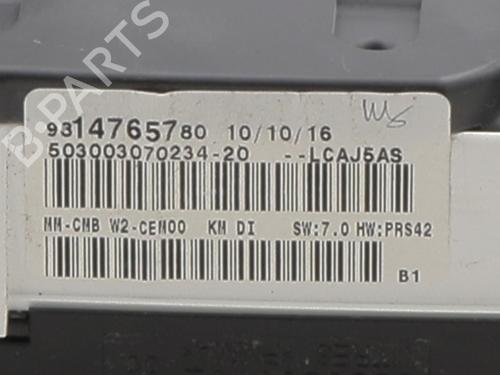 9814765780 10/10/16
503003070234-20 --LCAJ5AS
MM-CMB W2-CEM00 KM DI SW:7.0 HW:PRS42
B1
B-PARTS